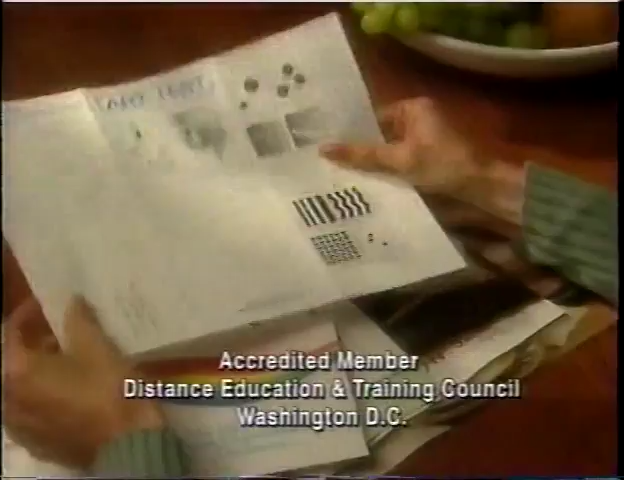 Accredited Member
Distance Education & Training Council
Washington D.C.